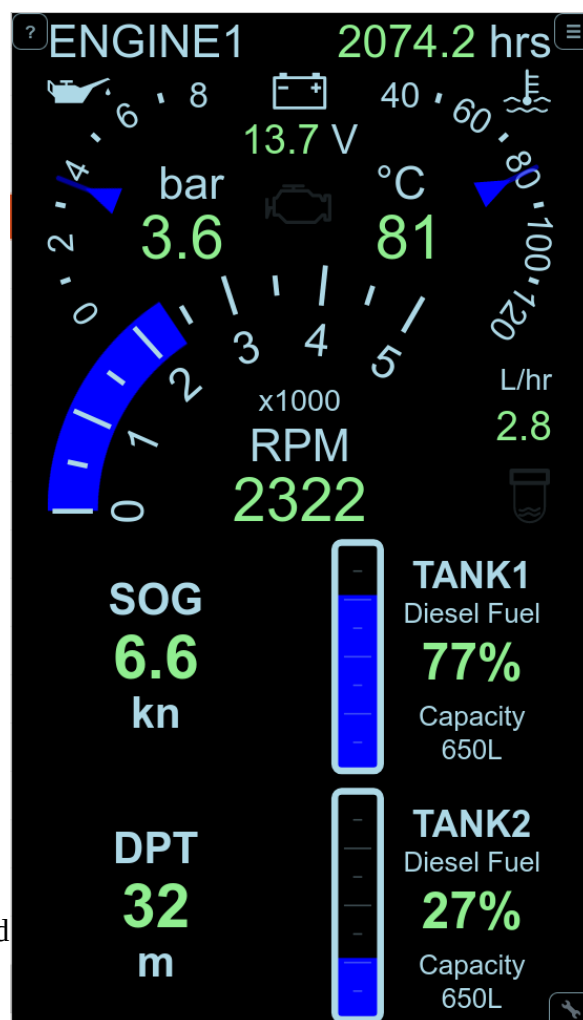 ?
ENGINE1 2074.2 hrs
0 2 4 6 8
40 60 80 100 120
13.7 V
bar
3.6
°C
81
0 1 2 3 4 5
x1000
RPM
2322
L/hr
2.8
SOG
6.6
kn
TANK1
Diesel Fuel
77%
Capacity
650L
DPT
32
m
TANK2
Diesel Fuel
27%
Capacity
650L
d